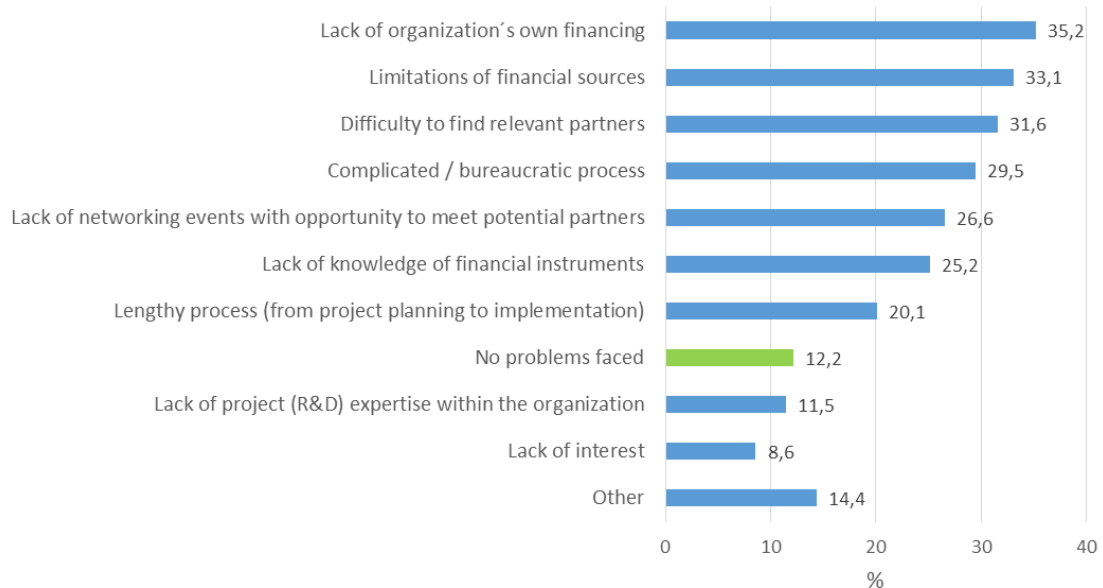 Lack of organization´s own financing 35,2
Limitations of financial sources 33,1
Difficulty to find relevant partners 31,6
Complicated / bureaucratic process 29,5
Lack of networking events with opportunity to meet potential partners 26,6
Lack of knowledge of financial instruments 25,2
Lengthy process (from project planning to implementation) 20,1
No problems faced 12,2
Lack of project (R&D) expertise within the organization 11,5
Lack of interest 8,6
Other 14,4
0 10 20 30 40
%